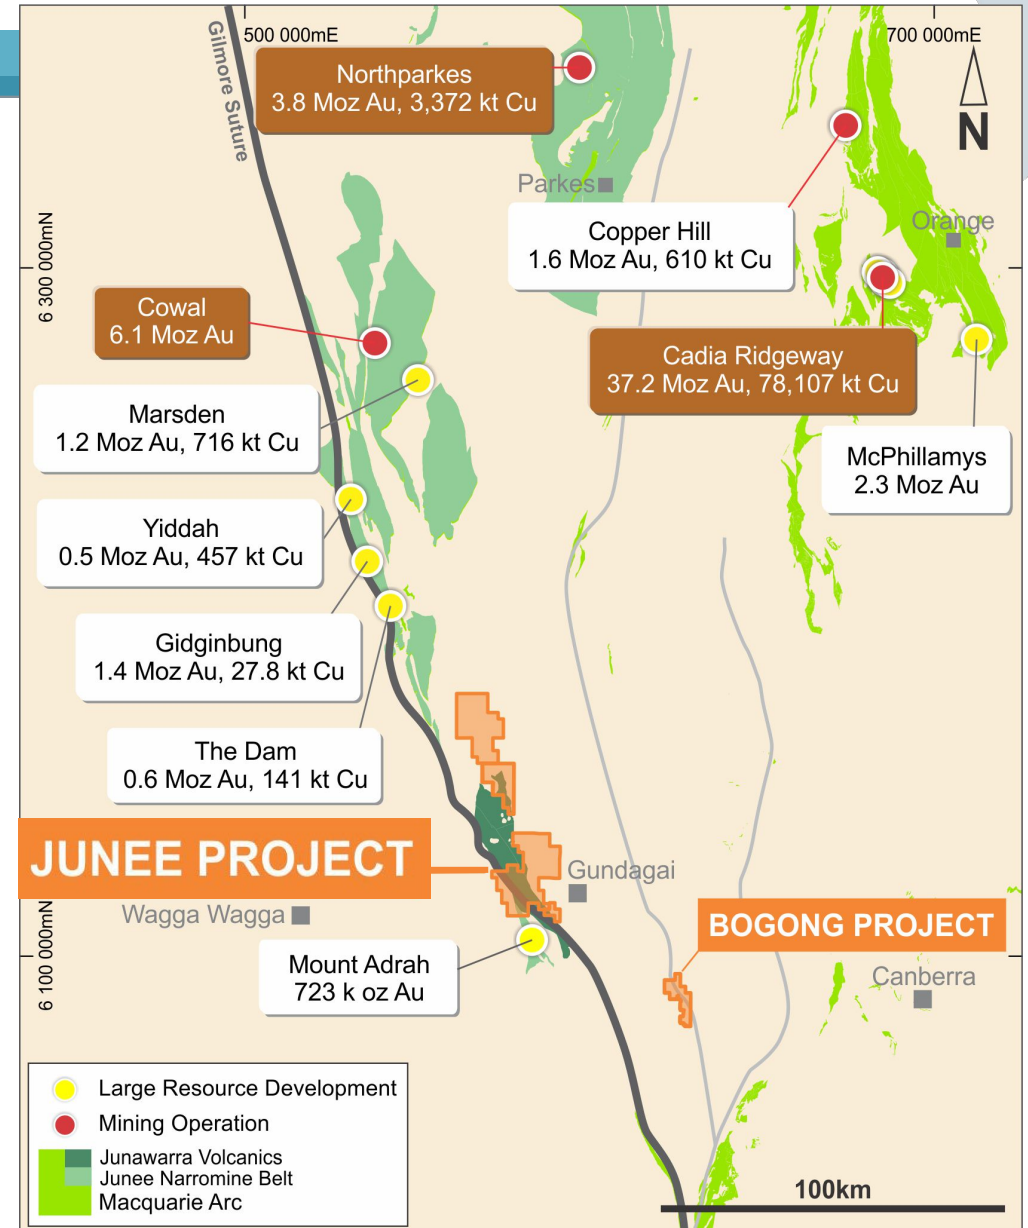 500 000mE
700 000mE
Gilmore Suture
Northparkes
3.8 Moz Au, 3,372 kt Cu
N
Parkes
Copper Hill
1.6 Moz Au, 610 kt Cu
Orange
6 300 000mN
Cowal
6.1 Moz Au
Cadia Ridgeway
37.2 Moz Au, 78,107 kt Cu
Marsden
1.2 Moz Au, 716 kt Cu
McPhillamys
2.3 Moz Au
Yiddah
0.5 Moz Au, 457 kt Cu
Gidginbung
1.4 Moz Au, 27.8 kt Cu
The Dam
0.6 Moz Au, 141 kt Cu
JUNEE PROJECT
Gundagai
Wagga Wagga
BOGONG PROJECT
6 100 000mN
Mount Adrah
723 k oz Au
Canberra
Large Resource Development
Mining Operation
Junawarra Volcanics
Junee Narromine Belt
Macquarie Arc
100km